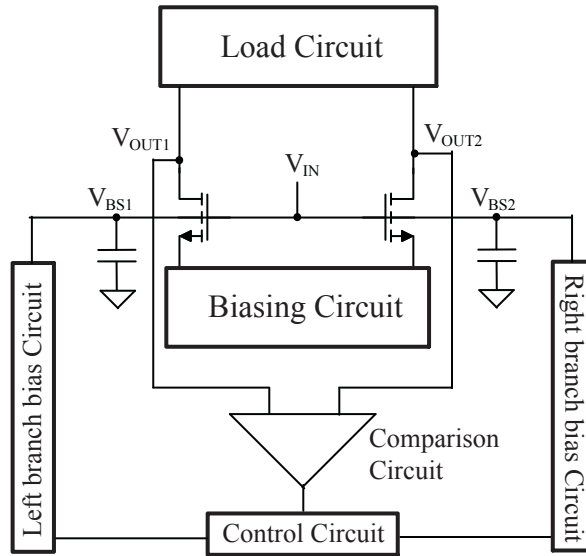 Load Circuit
V_OUT1
V_IN
V_OUT2
V_BS1
V_BS2
Biasing Circuit
Left branch bias Circuit
Right branch bias Circuit
Comparison
Circuit
Control Circuit